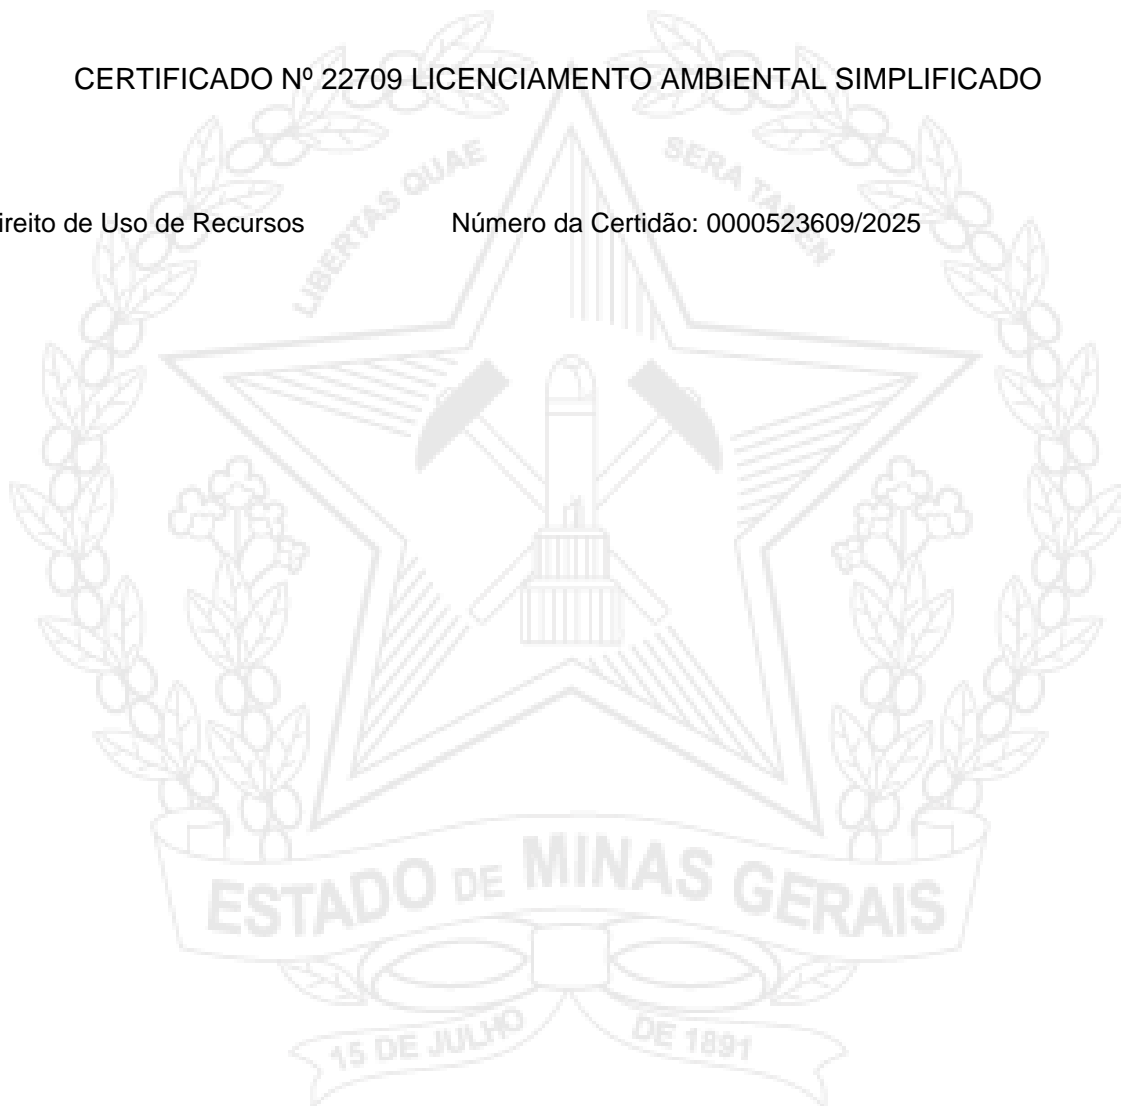 CERTIFICADO Nº 22709 LICENCIAMENTO AMBIENTAL SIMPLIFICADO
ireito de Uso de Recursos Número da Certidão: 0000523609/2025
LIBERTAS QUAE SERA TAMEN
ESTADO DE MINAS GERAIS
15 DE JULHO DE 1891